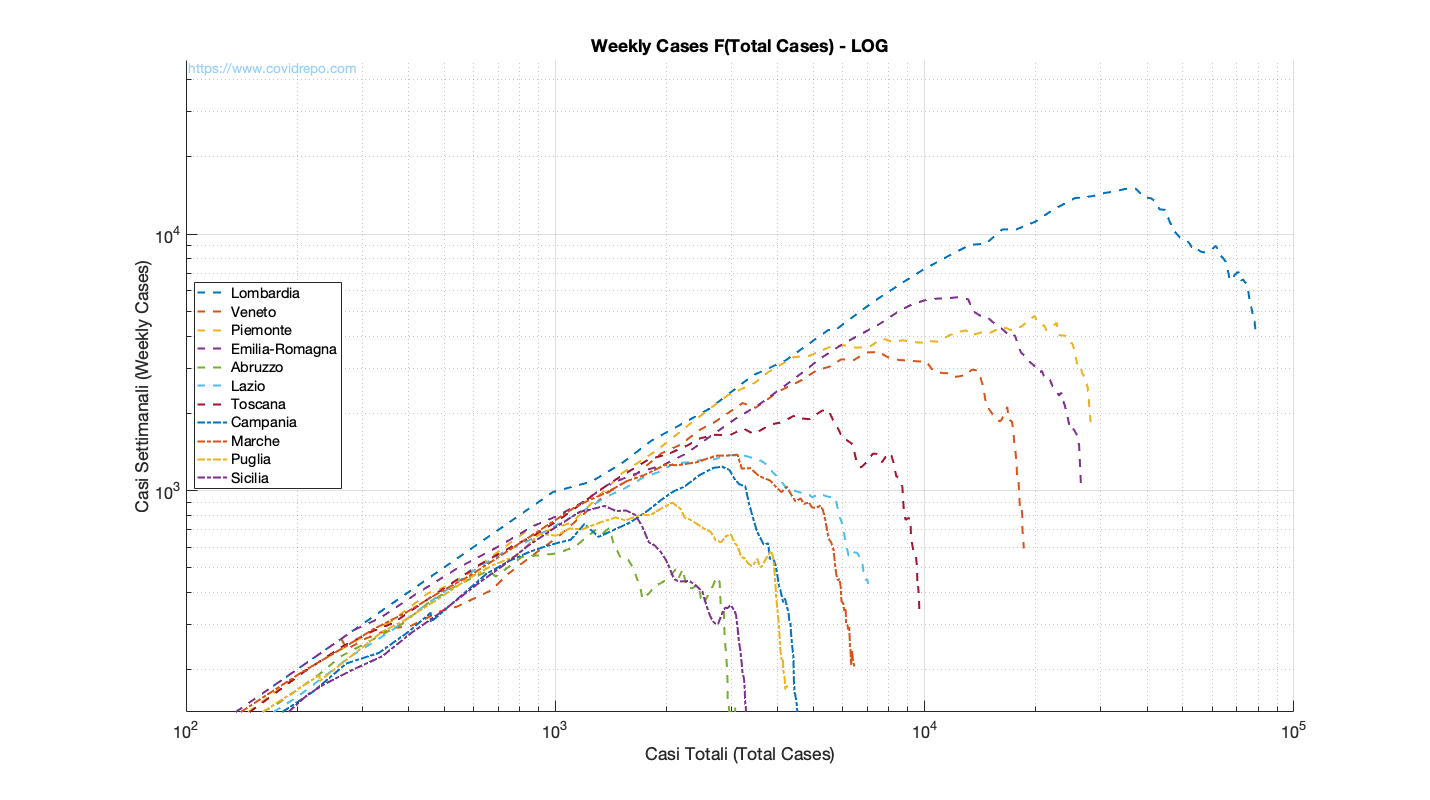 Weekly Cases F(Total Cases) - LOG
https://www.covidrepo.com
10^4
10^3
Casi Settimanali (Weekly Cases)
Lombardia
Veneto
Piemonte
Emilia-Romagna
Abruzzo
Lazio
Toscana
Campania
Marche
Puglia
Sicilia
10^2
10^3
10^4
10^5
Casi Totali (Total Cases)